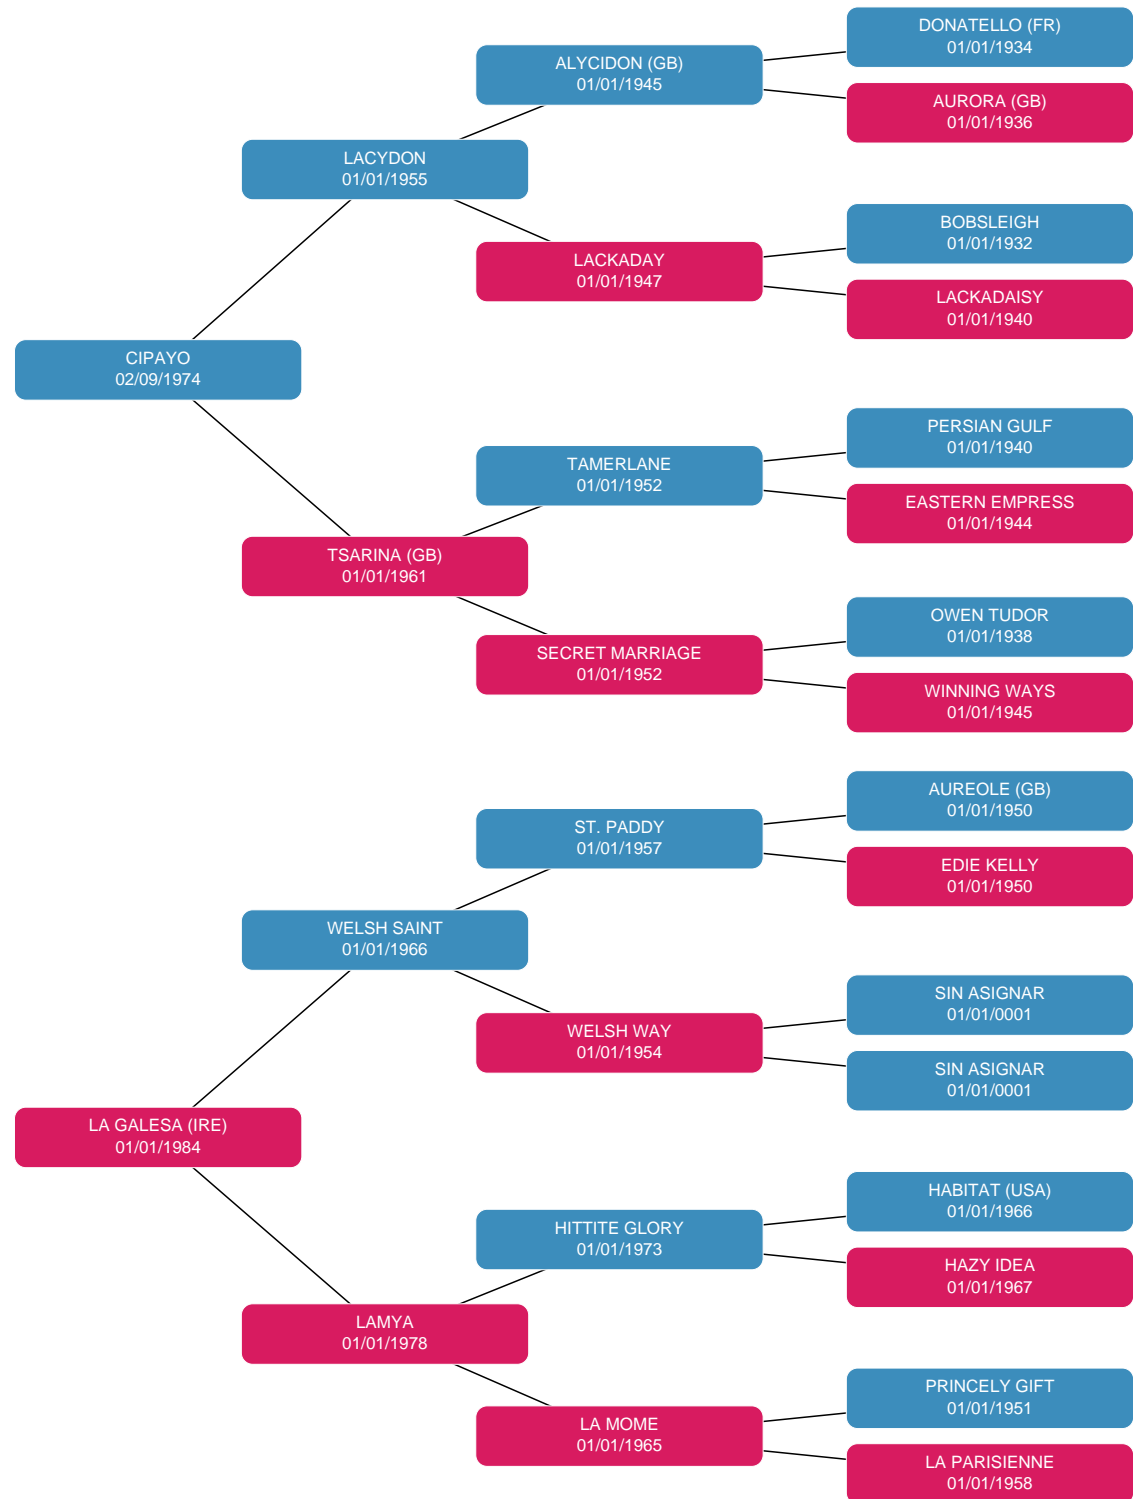 DONATELLO (FR)
01/01/1934
ALYCIDON (GB)
01/01/1945
AURORA (GB)
01/01/1936
LACYDON
01/01/1955
BOBSLEIGH
01/01/1932
LACKADAY
01/01/1947
LACKADAISY
01/01/1940
CIPAYO
02/09/1974
PERSIAN GULF
01/01/1940
TAMERLANE
01/01/1952
EASTERN EMPRESS
01/01/1944
TSARINA (GB)
01/01/1961
OWEN TUDOR
01/01/1938
SECRET MARRIAGE
01/01/1952
WINNING WAYS
01/01/1945
AUREOLE (GB)
01/01/1950
ST. PADDY
01/01/1957
EDIE KELLY
01/01/1950
WELSH SAINT
01/01/1966
SIN ASIGNAR
01/01/0001
WELSH WAY
01/01/1954
SIN ASIGNAR
01/01/0001
LA GALESA (IRE)
01/01/1984
HABITAT (USA)
01/01/1966
HITTITE GLORY
01/01/1973
HAZY IDEA
01/01/1967
LAMYA
01/01/1978
PRINCELY GIFT
01/01/1951
LA MOME
01/01/1965
LA PARISIENNE
01/01/1958